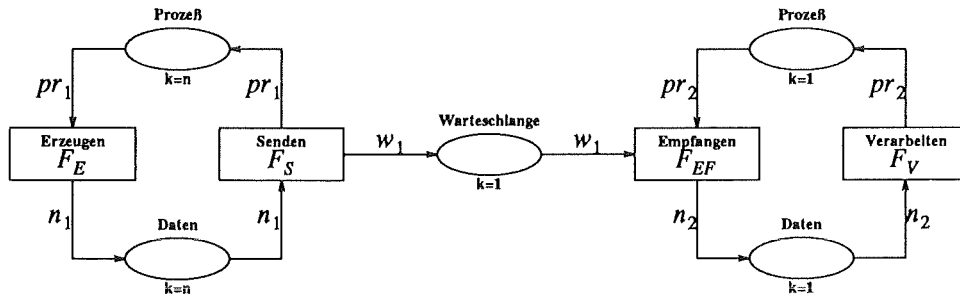 Prozeß
Prozeß
k=n
k=1
pr1
pr1
pr2
pr2
Warteschlange
Erzeugen
FE
Senden
FS
w1
w1
Empfangen
FEF
Verarbeiten
FV
k=1
n1
n1
n2
n2
Daten
Daten
k=n
k=1